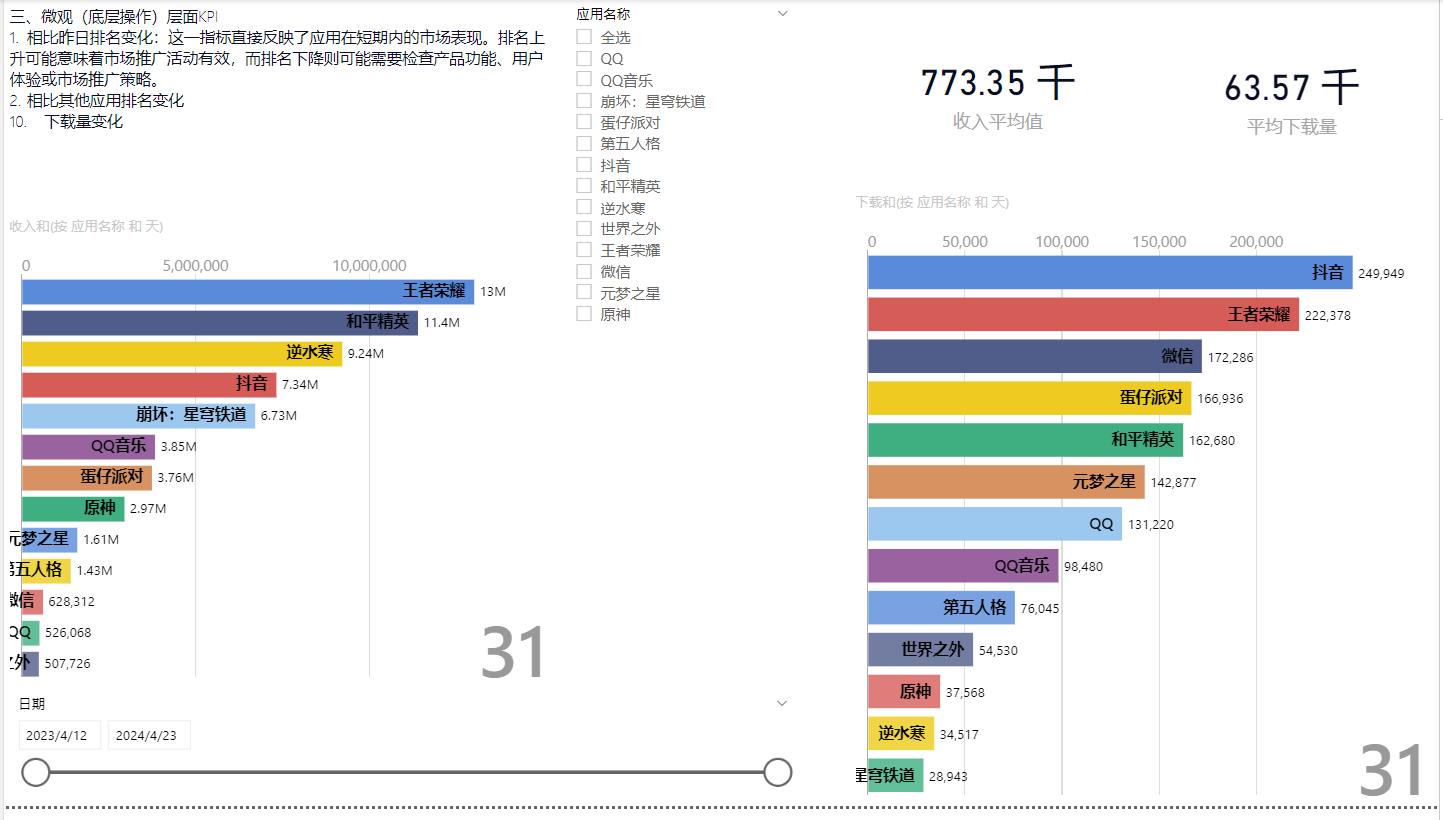 三、微观（底层操作）层面KPI
1. 相比昨日排名变化：这一指标直接反映了应用在短期内的市场表现。排名上
升可能意味着市场推广活动有效，而排名下降则可能需要检查产品功能、用户
体验或市场推广策略。
2. 相比其他应用排名变化
10. 下载量变化
应用名称
全选
QQ
QQ音乐
崩坏：星穹铁道
蛋仔派对
第五人格
抖音
和平精英
逆水寒
世界之外
王者荣耀
微信
元梦之星
原神
773.35 千
收入平均值
63.57 千
平均下载量
收入和(按 应用名称 和 天)
0 5,000,000 10,000,000
王者荣耀 13M
和平精英 11.4M
逆水寒 9.24M
抖音 7.34M
崩坏：星穹铁道 6.73M
QQ音乐 3.85M
蛋仔派对 3.76M
原神 2.97M
元梦之星 1.61M
第五人格 1.43M
微信 628,312
QQ 526,068
之外 507,726
31
日期
2023/4/12 2024/4/23
下载和(按 应用名称 和 天)
0 50,000 100,000 150,000 200,000
抖音 249,949
王者荣耀 222,378
微信 172,286
蛋仔派对 166,936
和平精英 162,680
元梦之星 142,877
QQ 131,220
QQ音乐 98,480
第五人格 76,045
世界之外 54,530
原神 37,568
逆水寒 34,517
星穹铁道 28,943
31